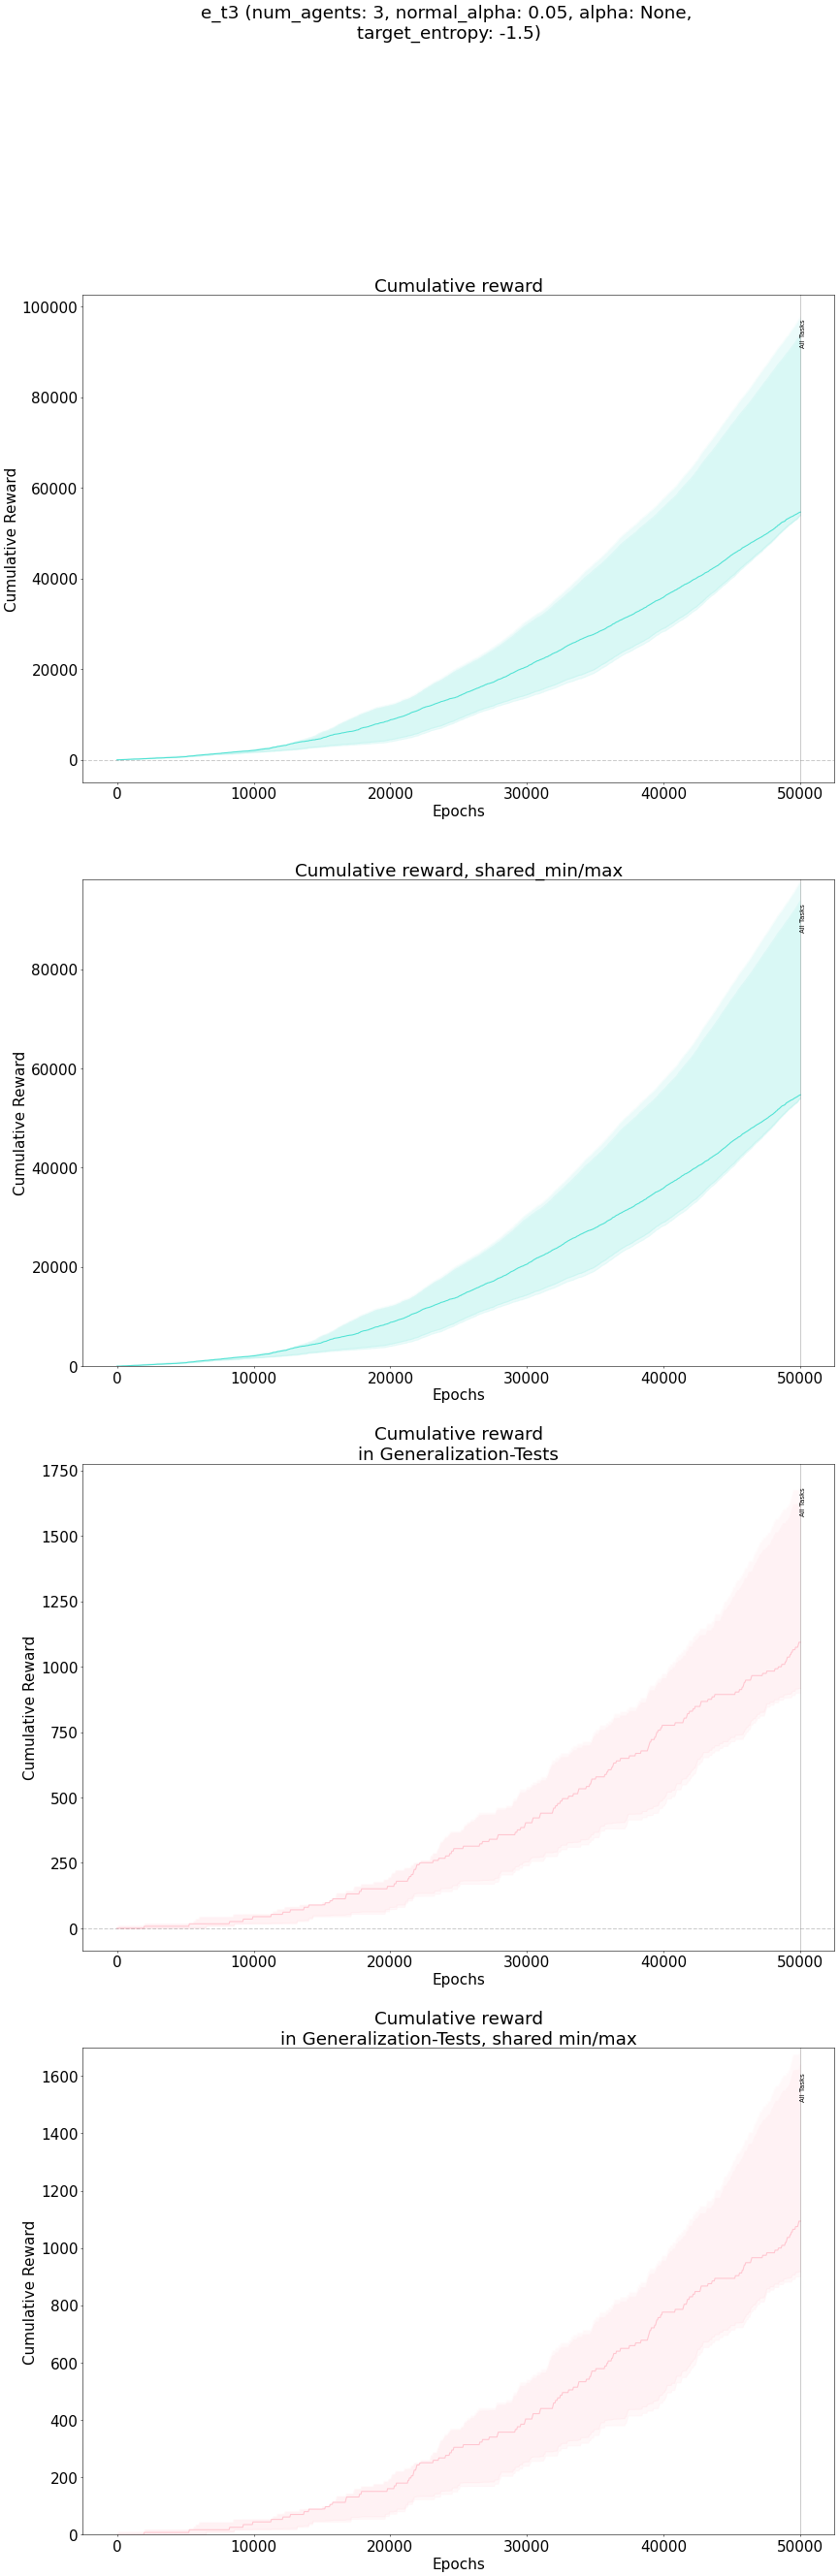 e_t3 (num_agents: 3, normal_alpha: 0.05, alpha: None,
target_entropy: -1.5)
Cumulative reward
100000
80000
60000
40000
20000
0
Cumulative Reward
All Tasks
0 10000 20000 30000 40000 50000
Epochs
Cumulative reward, shared_min/max
80000
60000
40000
20000
0
Cumulative Reward
All Tasks
0 10000 20000 30000 40000 50000
Epochs
Cumulative reward
in Generalization-Tests
1750
1500
1250
1000
750
500
250
0
Cumulative Reward
All Tasks
0 10000 20000 30000 40000 50000
Epochs
Cumulative reward
in Generalization-Tests, shared min/max
1600
1400
1200
1000
800
600
400
200
0
Cumulative Reward
All Tasks
0 10000 20000 30000 40000 50000
Epochs